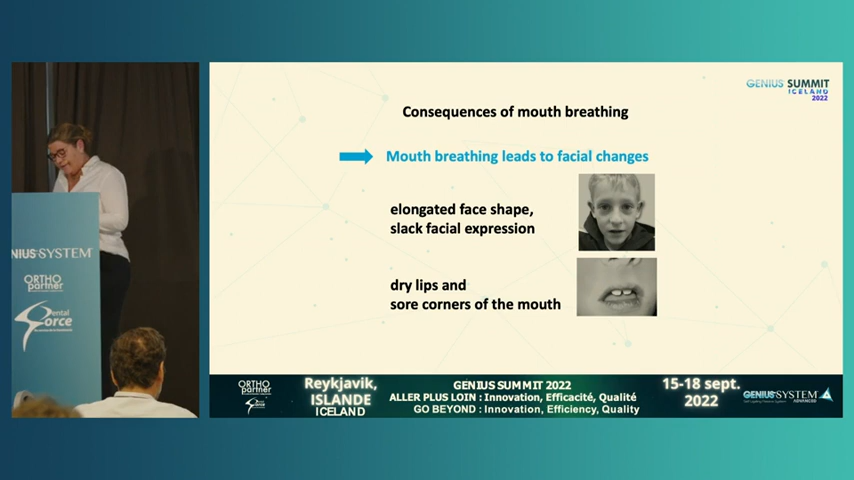 GENIUS SUMMIT
ICELAND
2022
Consequences of mouth breathing
Mouth breathing leads to facial changes
elongated face shape,
slack facial expression
dry lips and
sore corners of the mouth
NIUS SYSTEM
ORTHO
partner
Dental
Force
ORTHO
partner
Reykjavik,
ISLANDE
ICELAND
GENIUS SUMMIT 2022
ALLER PLUS LOIN : Innovation, Efficacité, Qualité
GO BEYOND : Innovation, Efficiency, Quality
15-18 sept.
2022
GENIUS SYSTEM
ADVANCED